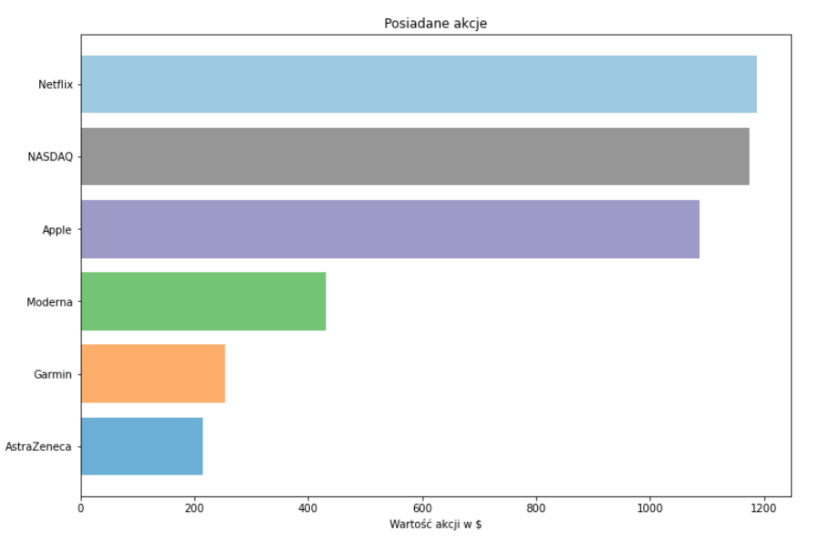 Posiadane akcje
Netflix
NASDAQ
Apple
Moderna
Garmin
AstraZeneca
0 200 400 600 800 1000 1200
Wartość akcji w $